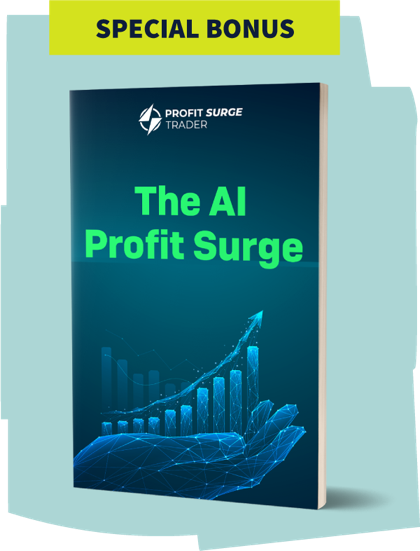 SPECIAL BONUS
PROFIT SURGE
TRADER
The AI
Profit Surge